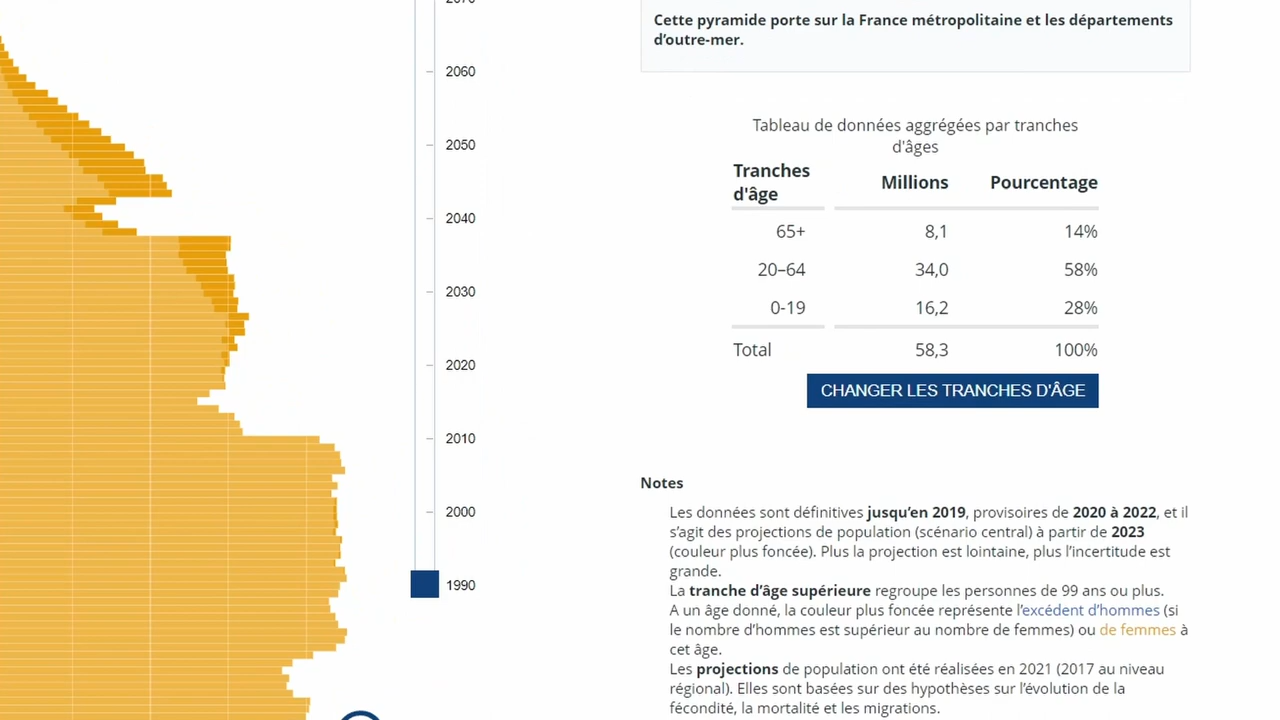 2070
2060
2050
2040
2030
2020
2010
2000
1990
Cette pyramide porte sur la France métropolitaine et les départements
d'outre-mer.
Tableau de données aggrégées par tranches
d'âges
Tranches
d'âge Millions Pourcentage
65+ 8,1 14%
20–64 34,0 58%
0-19 16,2 28%
Total 58,3 100%
CHANGER LES TRANCHES D'ÂGE
Notes
Les données sont définitives jusqu'en 2019, provisoires de 2020 à 2022, et il
s'agit des projections de population (scénario central) à partir de 2023
(couleur plus foncée). Plus la projection est lointaine, plus l'incertitude est
grande.
La tranche d'âge supérieure regroupe les personnes de 99 ans ou plus.
A un âge donné, la couleur plus foncée représente l'excédent d'hommes (si
le nombre d'hommes est supérieur au nombre de femmes) ou de femmes à
cet âge.
Les projections de population ont été réalisées en 2021 (2017 au niveau
régional). Elles sont basées sur des hypothèses sur l'évolution de la
fécondité, la mortalité et les migrations.